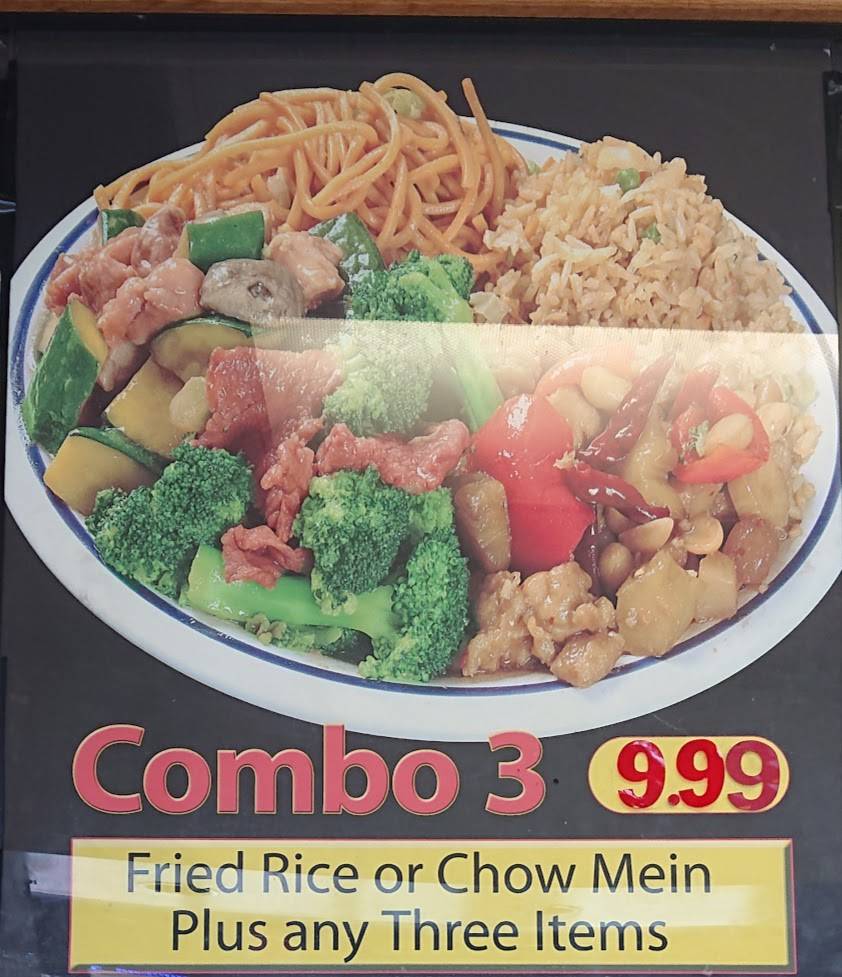 Combo 3 9.99
Fried Rice or Chow Mein
Plus any Three Items